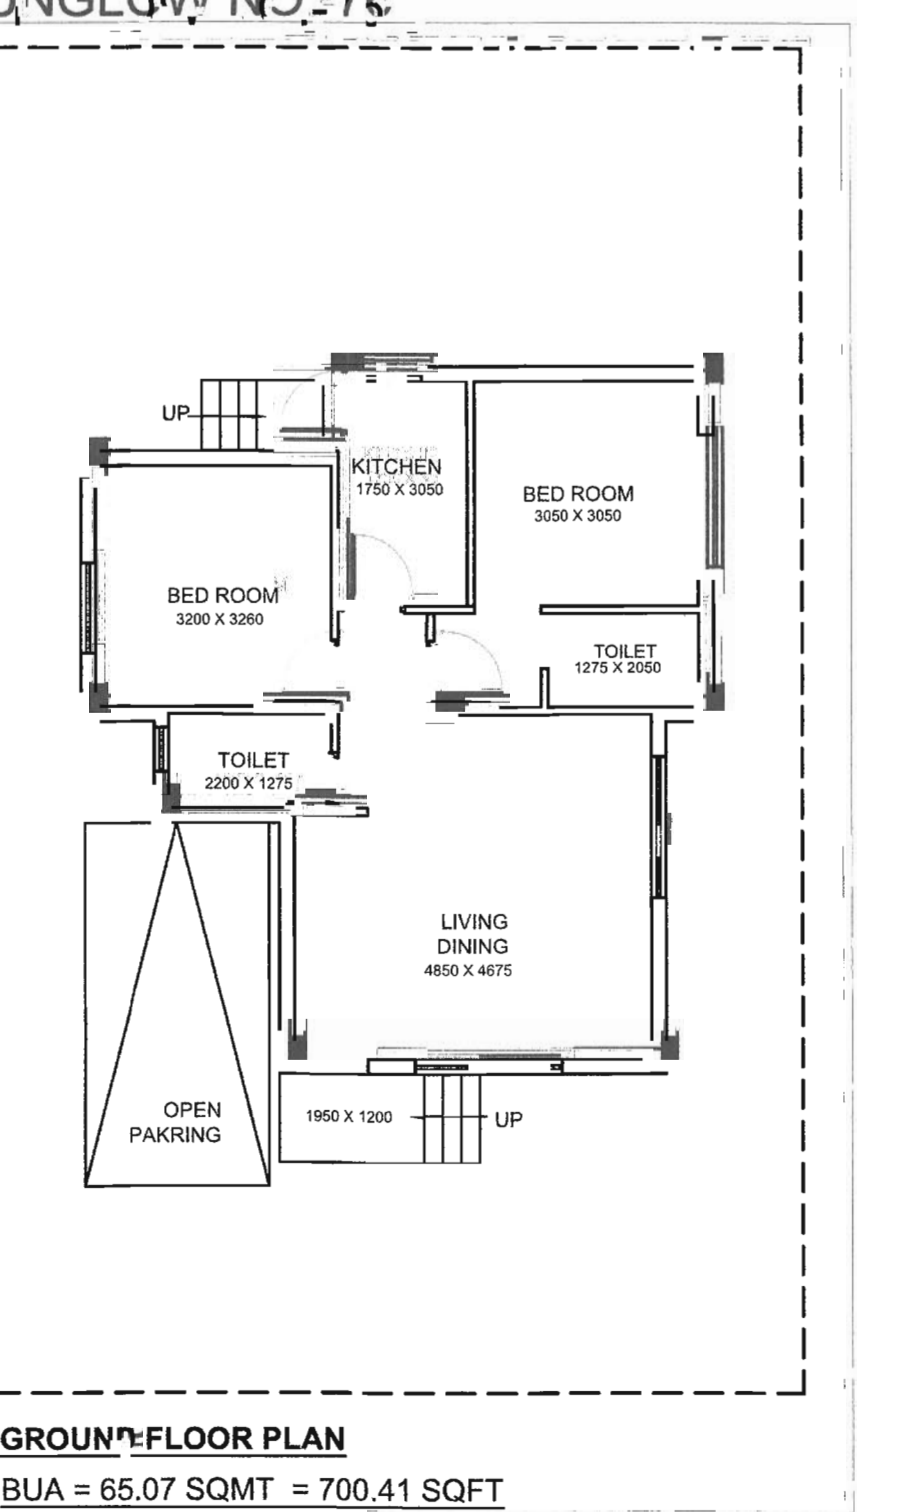 UP
KITCHEN
1750 X 3050
BED ROOM
3050 X 3050
BED ROOM
3200 X 3260
TOILET
1275 X 2050
TOILET
2200 X 1275
LIVING
DINING
4850 X 4675
OPEN
PAKRING
1950 X 1200
UP
GROUND FLOOR PLAN
BUA = 65.07 SQMT = 700.41 SQFT